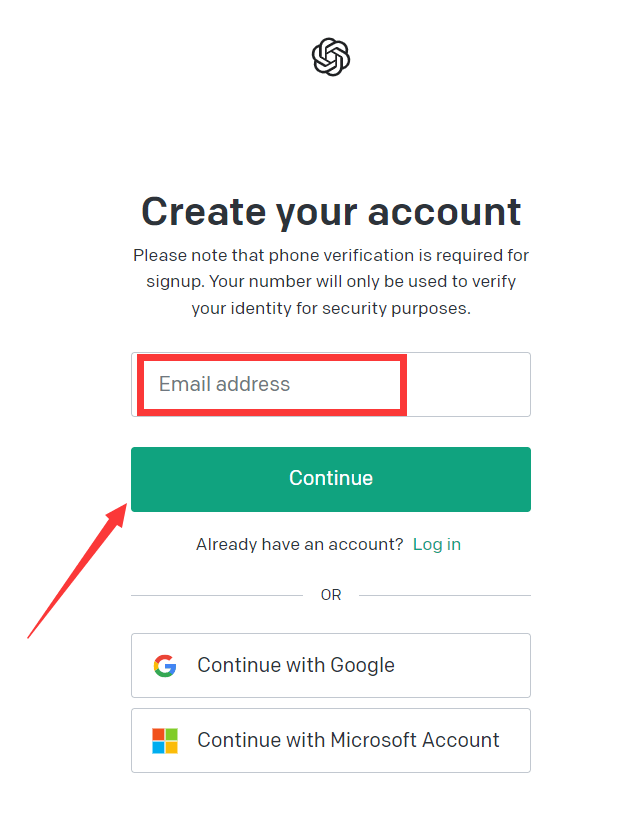 Create your account
Please note that phone verification is required for
signup. Your number will only be used to verify
your identity for security purposes.
Email address
Continue
Already have an account? Log in
OR
Continue with Google
Continue with Microsoft Account